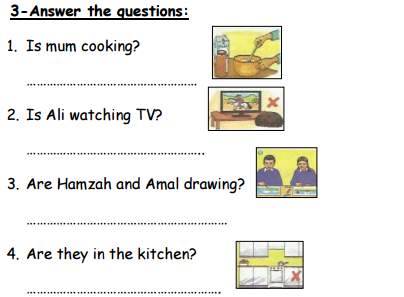 3-Answer the questions:
1. Is mum cooking?
……………………………………………
2. Is Ali watching TV?
……………………………………………..
3. Are Hamzah and Amal drawing?
……………………………………………………
4. Are they in the kitchen?
………………………………………………….